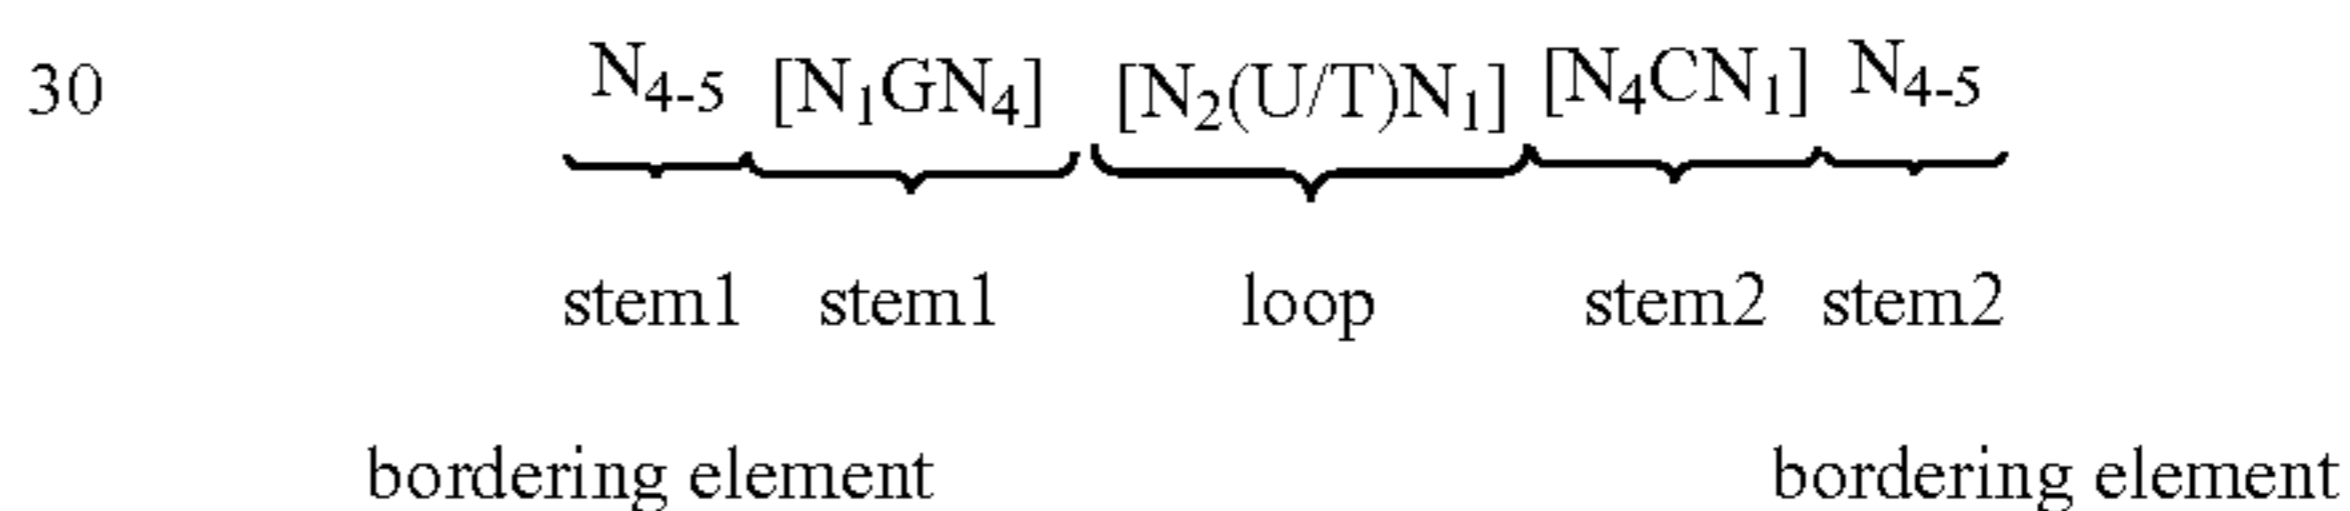 30 N₄₋₅ [N₁GN₄] [N₂(U/T)N₁] [N₄CN₁] N₄₋₅
stem1 stem1 loop stem2 stem2
bordering element bordering element